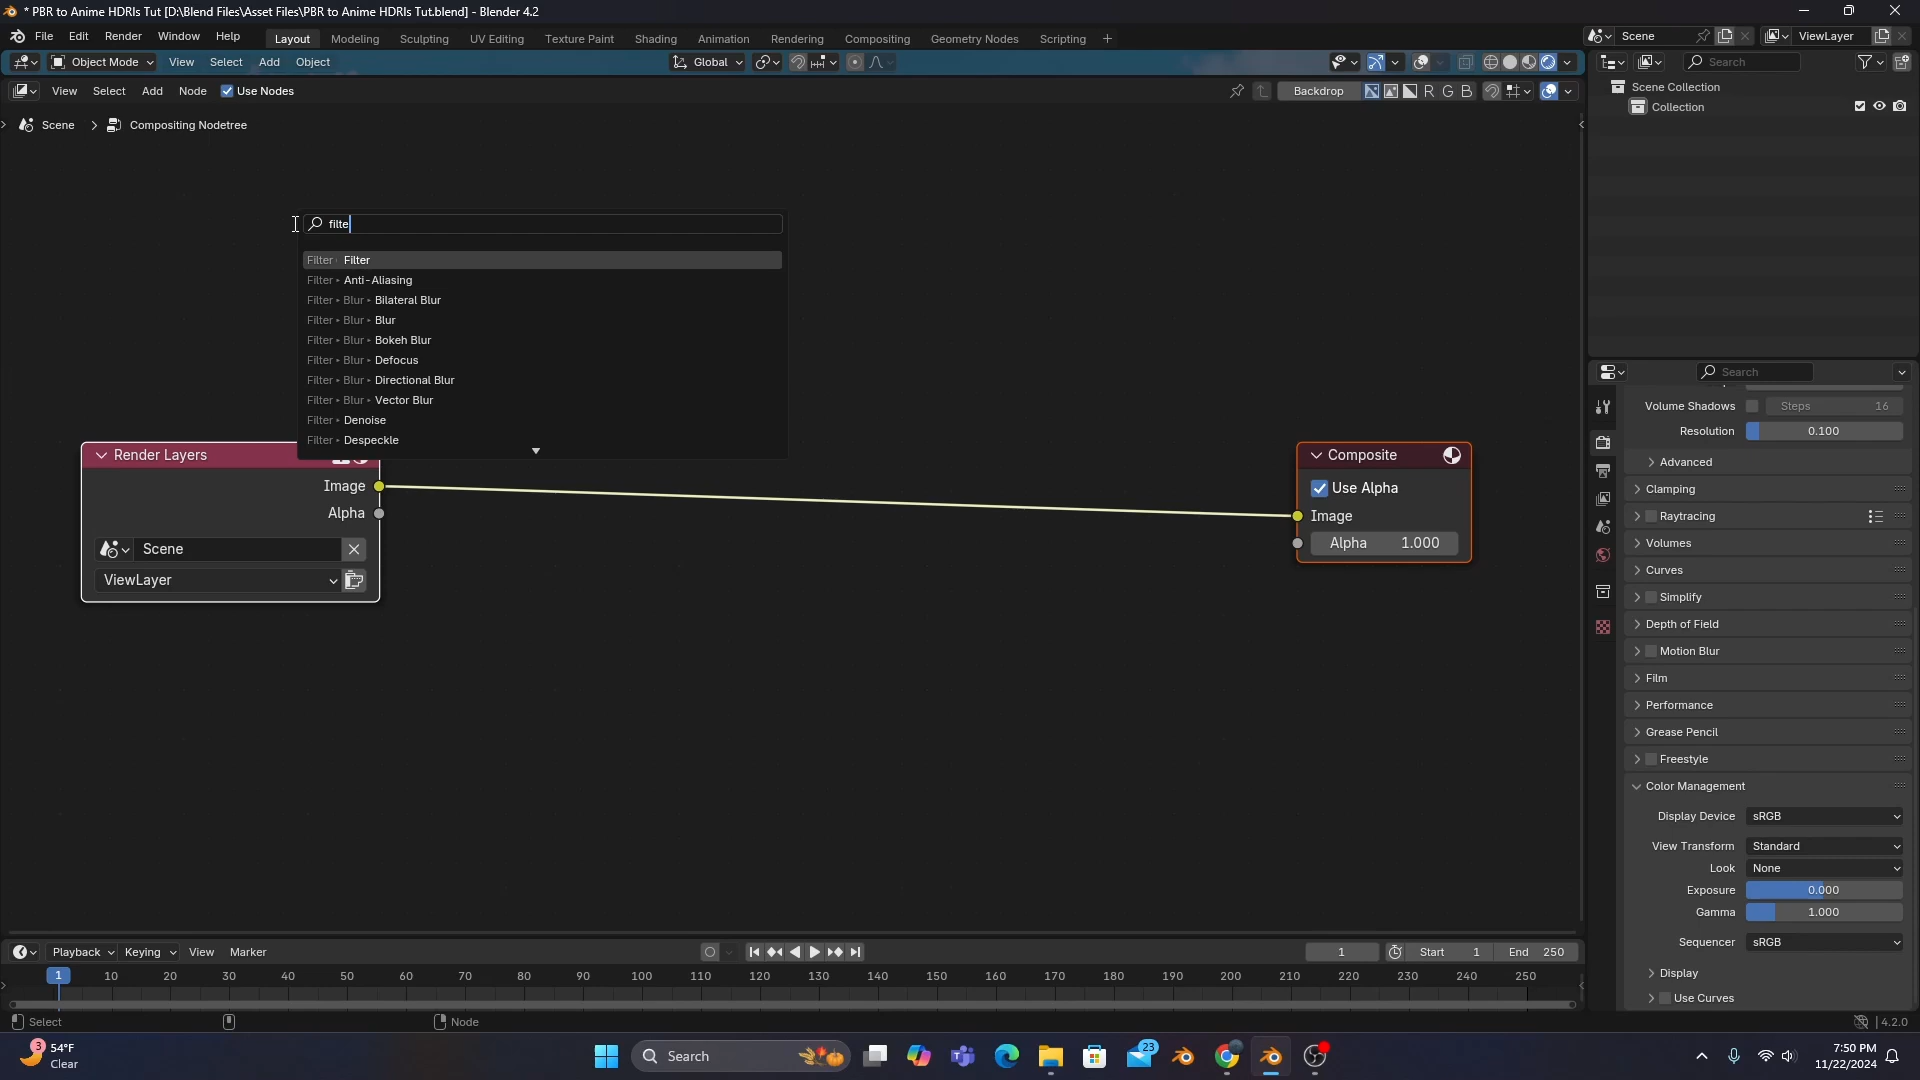 * PBR to Anime HDRIs Tut [D:\Blend Files\Asset Files\PBR to Anime HDRIs Tut.blend] - Blender 4.2
File Edit Render Window Help Layout Modeling Sculpting UV Editing Texture Paint Shading Animation Rendering Compositing Geometry Nodes Scripting + Scene ViewLayer
Object Mode View Select Add Object Global Search
View Select Add Node Use Nodes Backdrop R G B Scene Collection
Collection
Scene > Compositing Nodetree
filte
Filter Filter
Filter Anti-Aliasing
Filter Blur Bilateral Blur
Filter Blur Blur
Filter Blur Bokeh Blur
Filter Blur Defocus
Filter Blur Directional Blur
Filter Blur Vector Blur
Filter Denoise
Filter Despeckle
Render Layers
Image
Alpha
Scene
ViewLayer
Composite
Use Alpha
Image
Alpha 1.000
Search
Volume Shadows Steps 16
Resolution 0.100
Advanced
Clamping
Raytracing
Volumes
Curves
Simplify
Depth of Field
Motion Blur
Film
Performance
Grease Pencil
Freestyle
Color Management
Display Device sRGB
View Transform Standard
Look None
Exposure 0.000
Gamma 1.000
Sequencer sRGB
Display
Use Curves
Playback Keying View Marker 1 Start 1 End 250
1 10 20 30 40 50 60 70 80 90 100 110 120 130 140 150 160 170 180 190 200 210 220 230 240 250
Select Node 4.2.0
3 54°F
Clear
Search
23
7:50 PM
11/22/2024